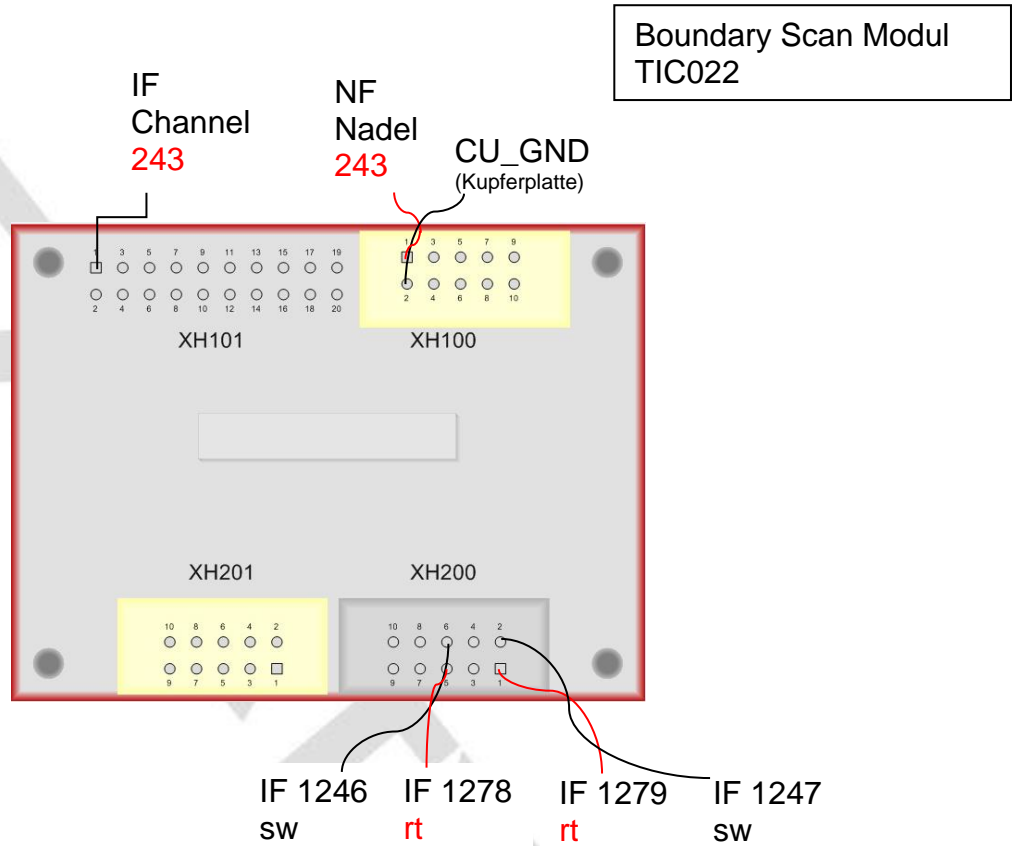 Boundary Scan Modul
TIC022
IF
Channel
243
NF
Nadel
243
CU_GND
(Kupferplatte)
1 3 5 7 9 11 13 15 17 19
2 4 6 8 10 12 14 16 18 20
XH101
1 3 5 7 9
2 4 6 8 10
XH100
XH201
XH200
10 8 6 4 2
9 7 5 3 1
10 8 6 4 2
9 7 5 3 1
IF 1246
sw
IF 1278
rt
IF 1279
rt
IF 1247
sw